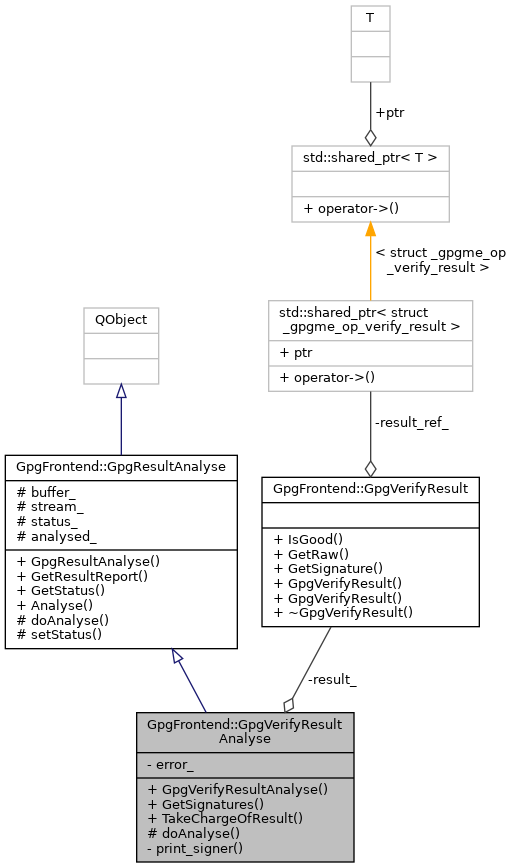 T
+ptr
std::shared_ptr< T >
+ operator->()
< struct _gpgme_op
_verify_result >
std::shared_ptr< struct
_gpgme_op_verify_result >
+ ptr
+ operator->()
QObject
-result_ref_
GpgFrontend::GpgResultAnalyse
# buffer_
# stream_
# status_
# analysed_
+ GpgResultAnalyse()
+ GetResultReport()
+ GetStatus()
+ Analyse()
# doAnalyse()
# setStatus()
GpgFrontend::GpgVerifyResult
+ IsGood()
+ GetRaw()
+ GetSignature()
+ GpgVerifyResult()
+ GpgVerifyResult()
+ ~GpgVerifyResult()
-result_
GpgFrontend::GpgVerifyResult
Analyse
- error_
+ GpgVerifyResultAnalyse()
+ GetSignatures()
+ TakeChargeOfResult()
# doAnalyse()
- print_signer()